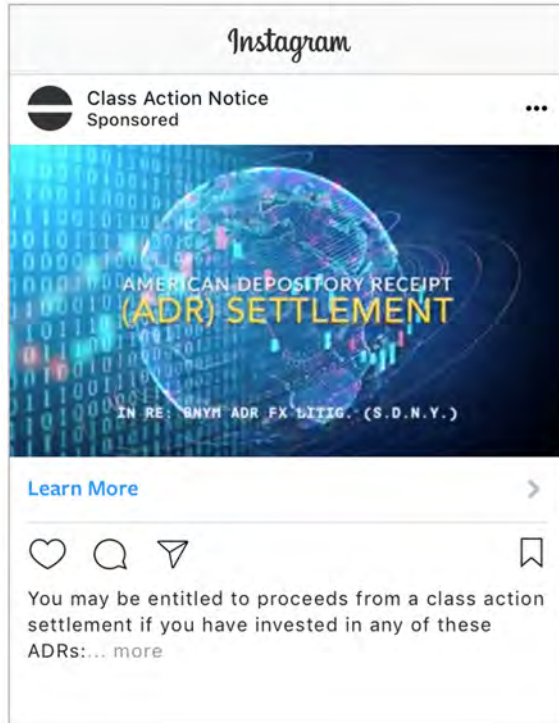 Instagram
Class Action Notice
Sponsored
AMERICAN DEPOSITORY RECEIPT
(ADR) SETTLEMENT
IN RE: BNYM ADR FX LITIG. (S.D.N.Y.)
Learn More
You may be entitled to proceeds from a class action
settlement if you have invested in any of these
ADRs:... more